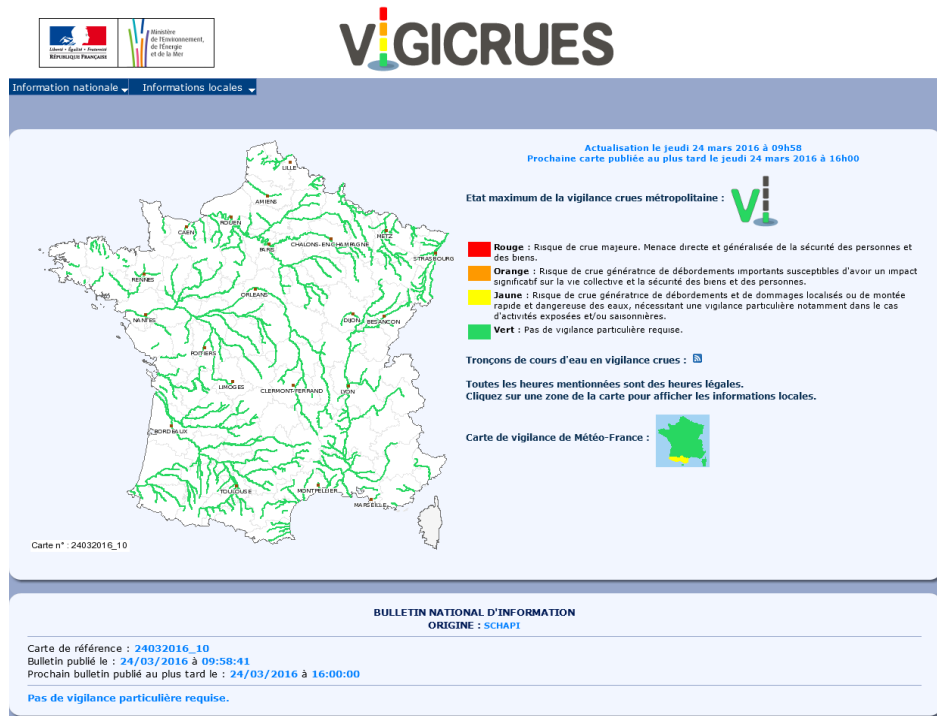 Ministère
de l'Environnement,
de l'Énergie
et de la Mer
Liberté • Égalité • Fraternité
RÉPUBLIQUE FRANÇAISE
VIGICRUES
Information nationale
Informations locales
Actualisation le jeudi 24 mars 2016 à 09h58
Prochaine carte publiée au plus tard le jeudi 24 mars 2016 à 16h00
Etat maximum de la vigilance crues métropolitaine :
Rouge : Risque de crue majeure. Menace directe et généralisée de la sécurité des personnes et
des biens.
Orange : Risque de crue génératrice de débordements importants susceptibles d'avoir un impact
significatif sur la vie collective et la sécurité des biens et des personnes.
Jaune : Risque de crue génératrice de débordements et de dommages localisés ou de montée
rapide et dangereuse des eaux, nécessitant une vigilance particulière notamment dans le cas
d'activités exposées et/ou saisonnières.
Vert : Pas de vigilance particulière requise.
Tronçons de cours d'eau en vigilance crues :
Toutes les heures mentionnées sont des heures légales.
Cliquez sur une zone de la carte pour afficher les informations locales.
Carte de vigilance de Météo-France :
LILLE
AMIENS
ROUEN
CAEN
METZ
PARIS
CHALONS-EN-CHAMPAGNE
STRASBOURG
RENNES
ORLEANS
NANTES
DIJON
BESANCON
POITIERS
LIMOGES
CLERMONT-FERRAND
LYON
BORDEAUX
TOULOUSE
MONTPELLIER
MARSEILLE
Carte n° : 24032016_10
BULLETIN NATIONAL D'INFORMATION
ORIGINE : SCHAPI
Carte de référence : 24032016_10
Bulletin publié le : 24/03/2016 à 09:58:41
Prochain bulletin publié au plus tard le : 24/03/2016 à 16:00:00
Pas de vigilance particulière requise.